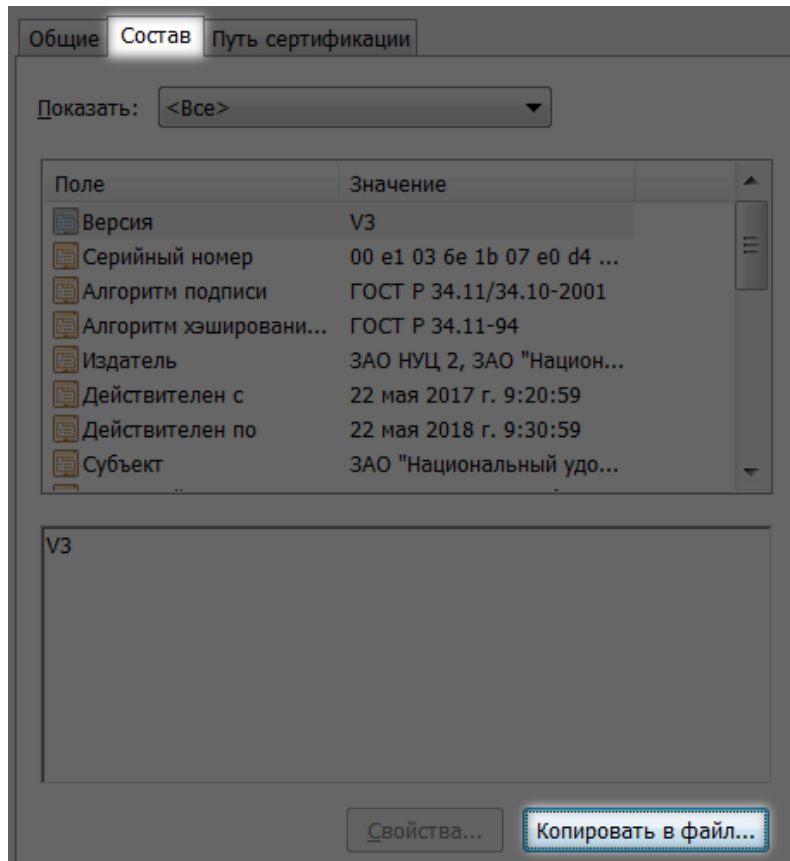 Общие Состав Путь сертификации
Показать: <Все>
Поле Значение
Версия V3
Серийный номер 00 e1 03 6e 1b 07 e0 d4 ...
Алгоритм подписи ГОСТ Р 34.11/34.10-2001
Алгоритм хэшировани... ГОСТ Р 34.11-94
Издатель ЗАО НУЦ 2, ЗАО "Национ...
Действителен с 22 мая 2017 г. 9:20:59
Действителен по 22 мая 2018 г. 9:30:59
Субъект ЗАО "Национальный удо...
V3
Свойства... Копировать в файл...